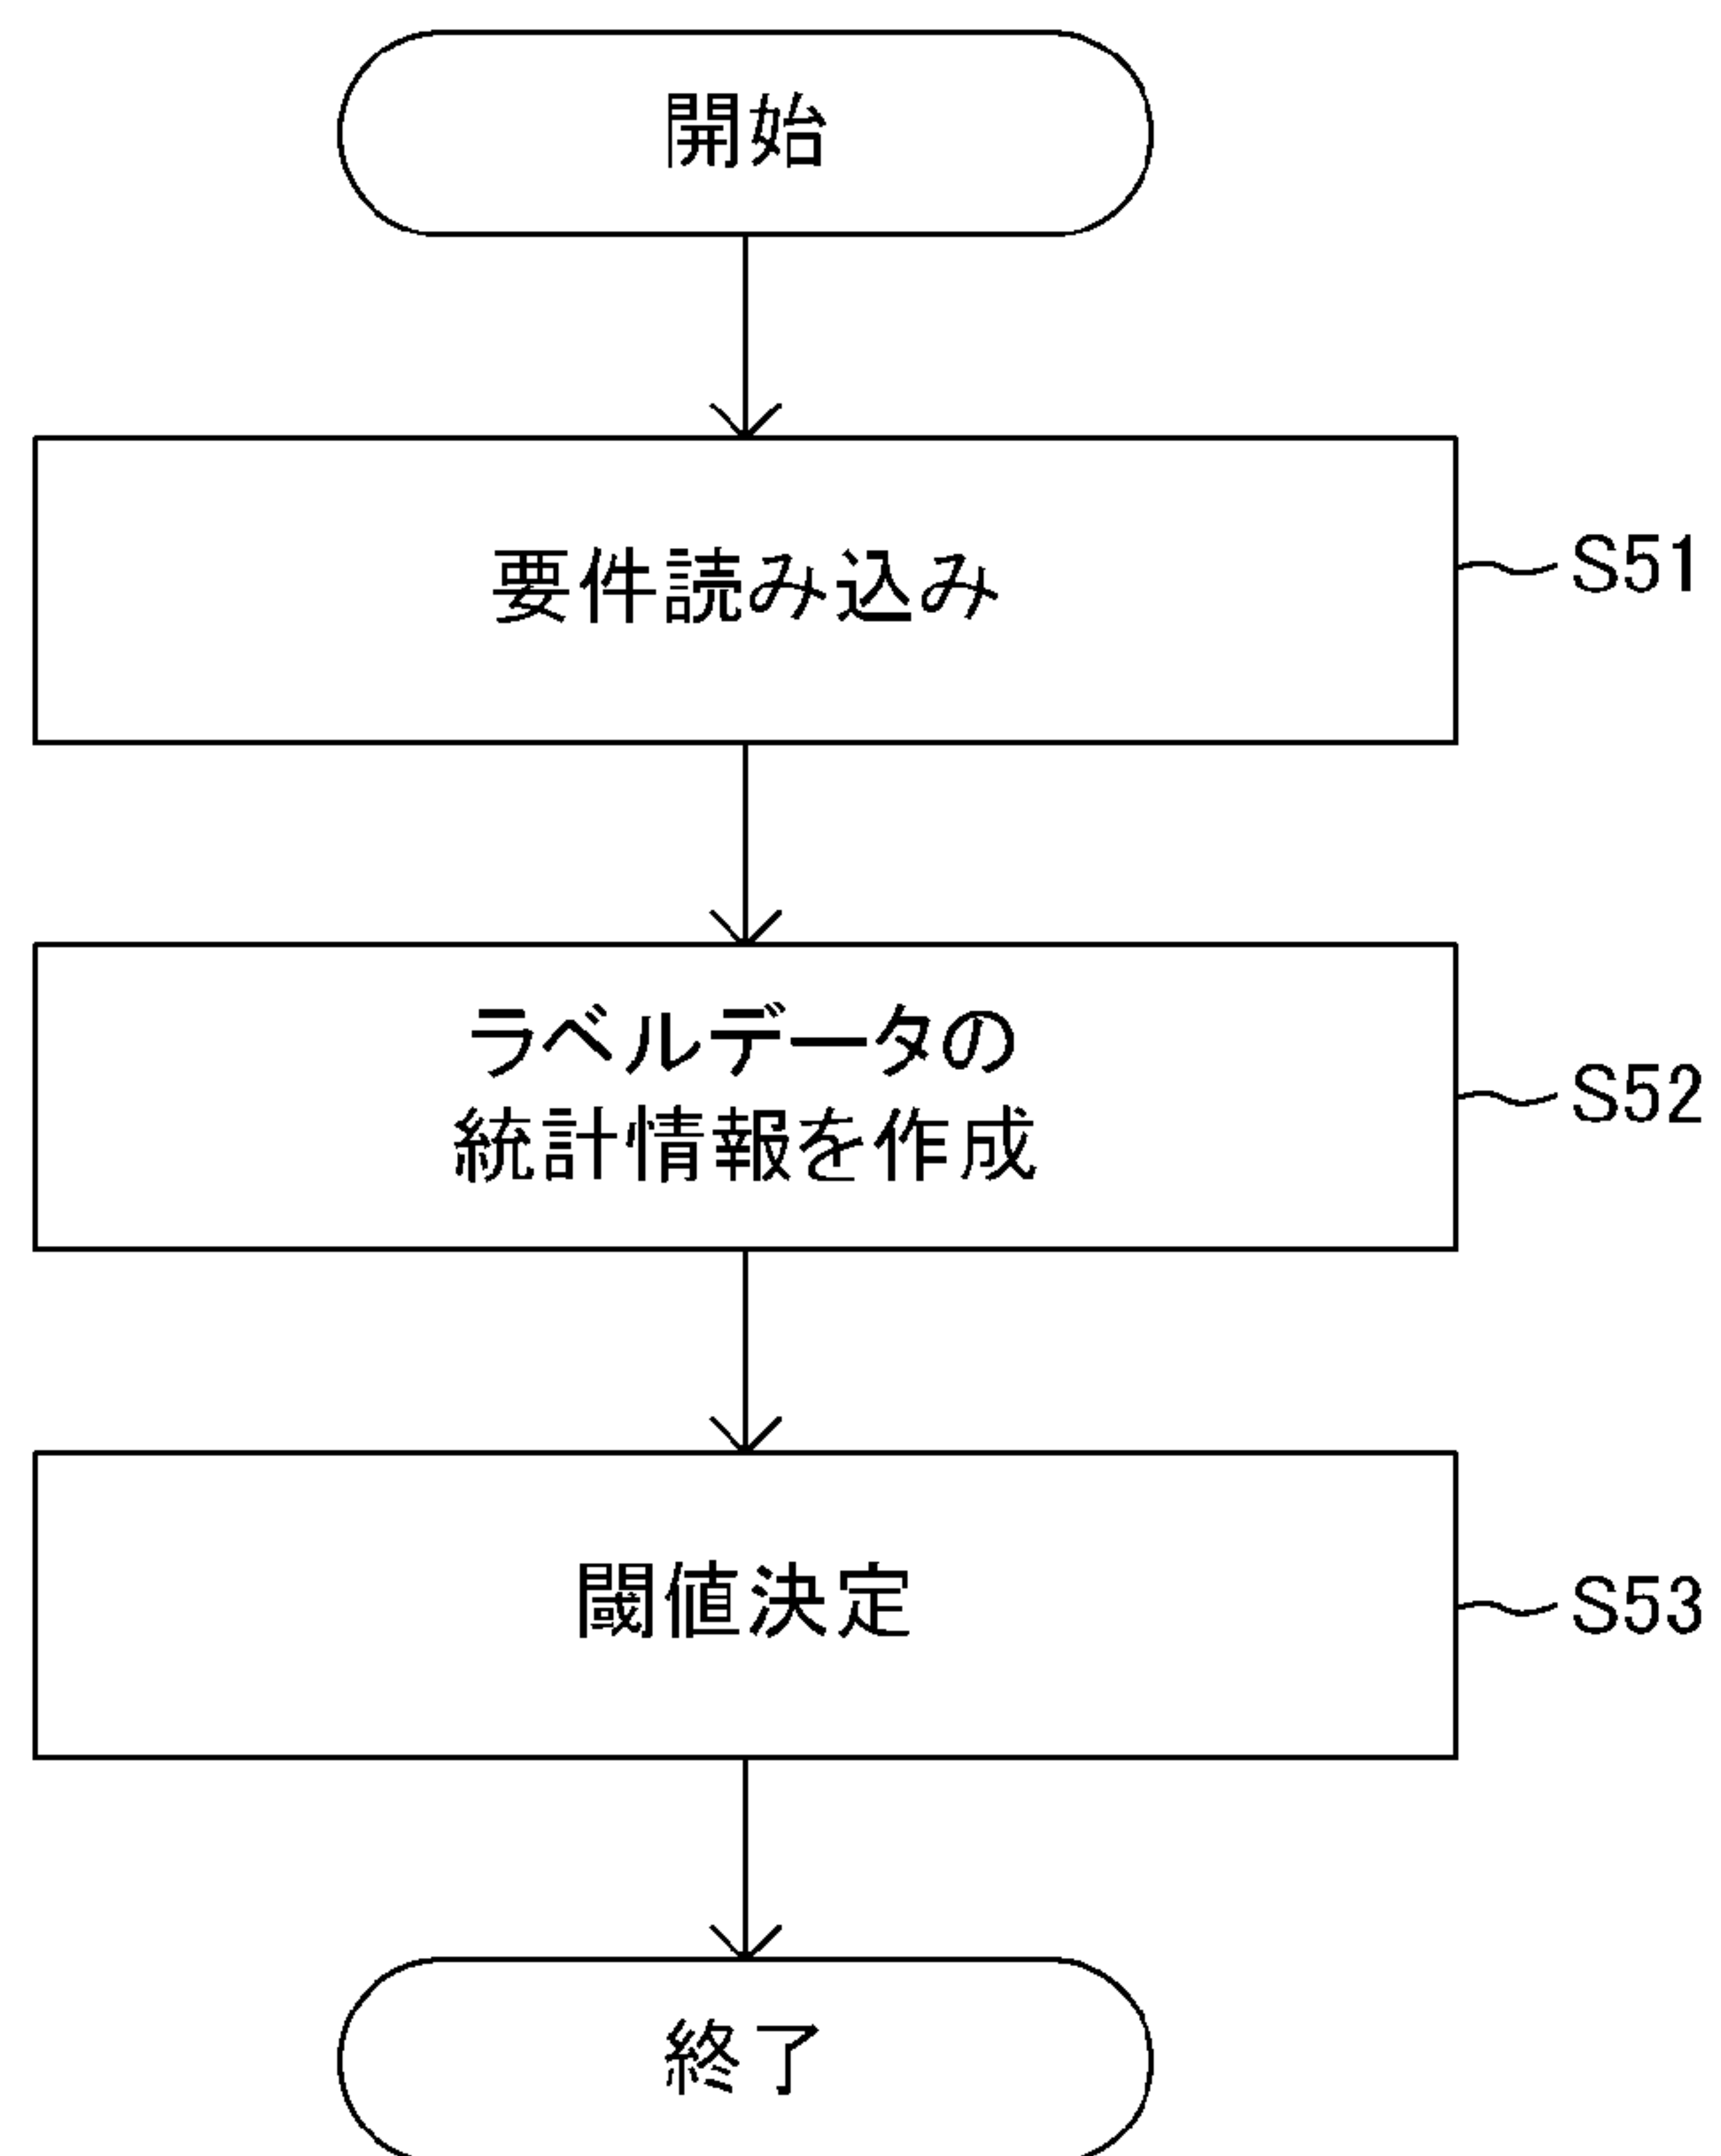 開始
要件読み込み
S51
ラベルデータの
統計情報を作成
S52
閾値決定
S53
終了